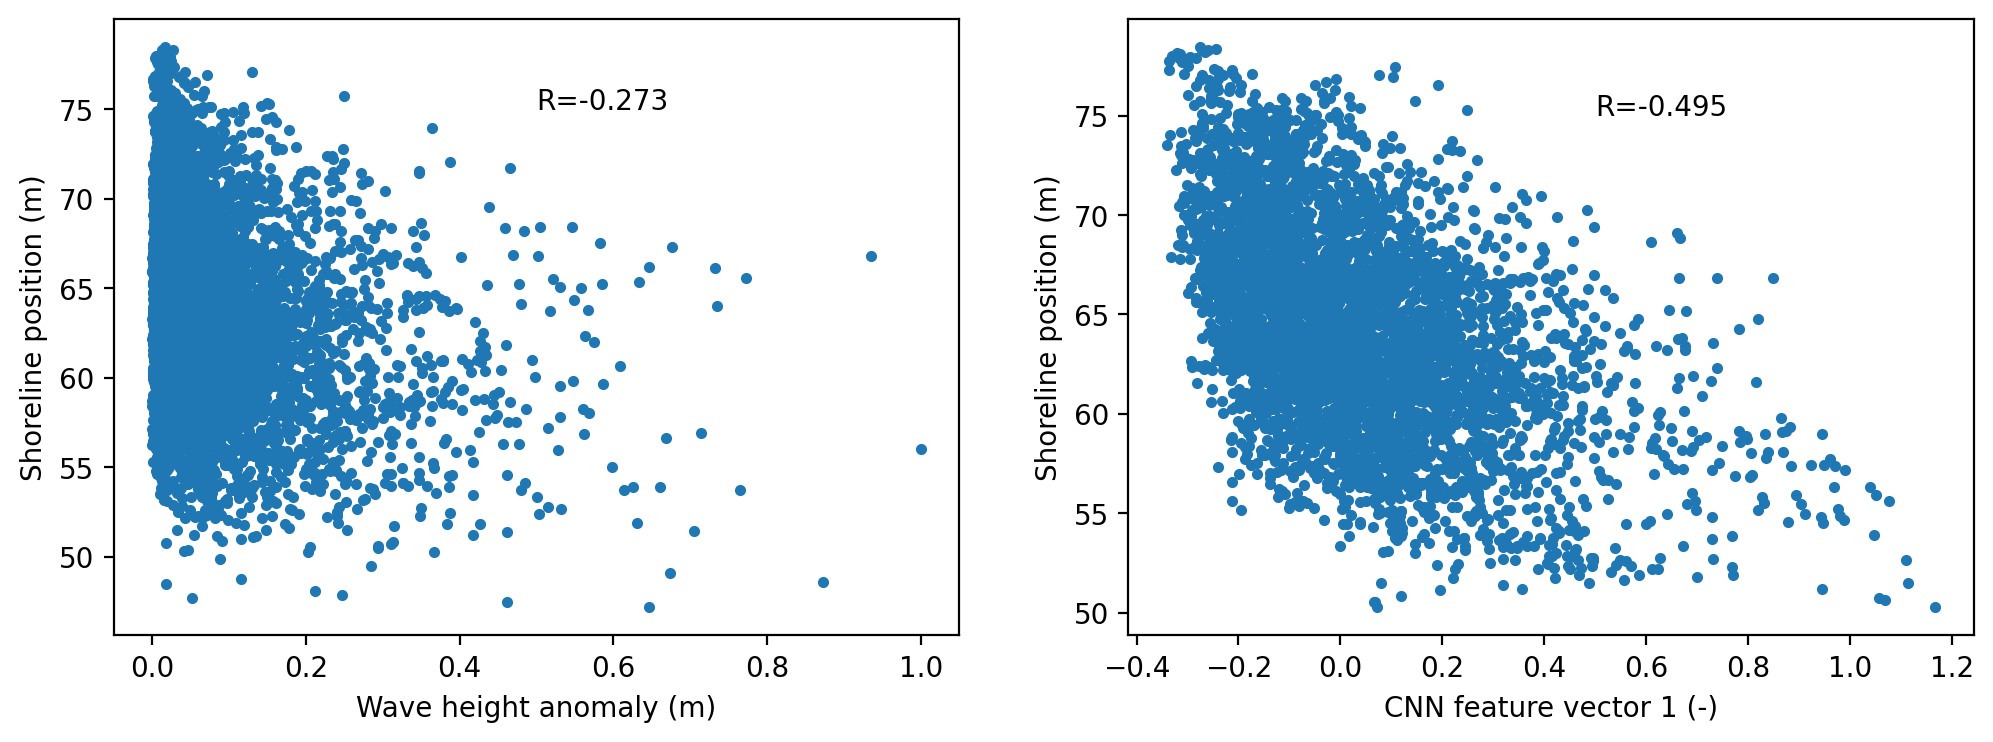 R=-0.273
Shoreline position (m)
75
70
65
60
55
50
0.0 0.2 0.4 0.6 0.8 1.0
Wave height anomaly (m)
R=-0.495
Shoreline position (m)
75
70
65
60
55
50
−0.4 −0.2 0.0 0.2 0.4 0.6 0.8 1.0 1.2
CNN feature vector 1 (-)